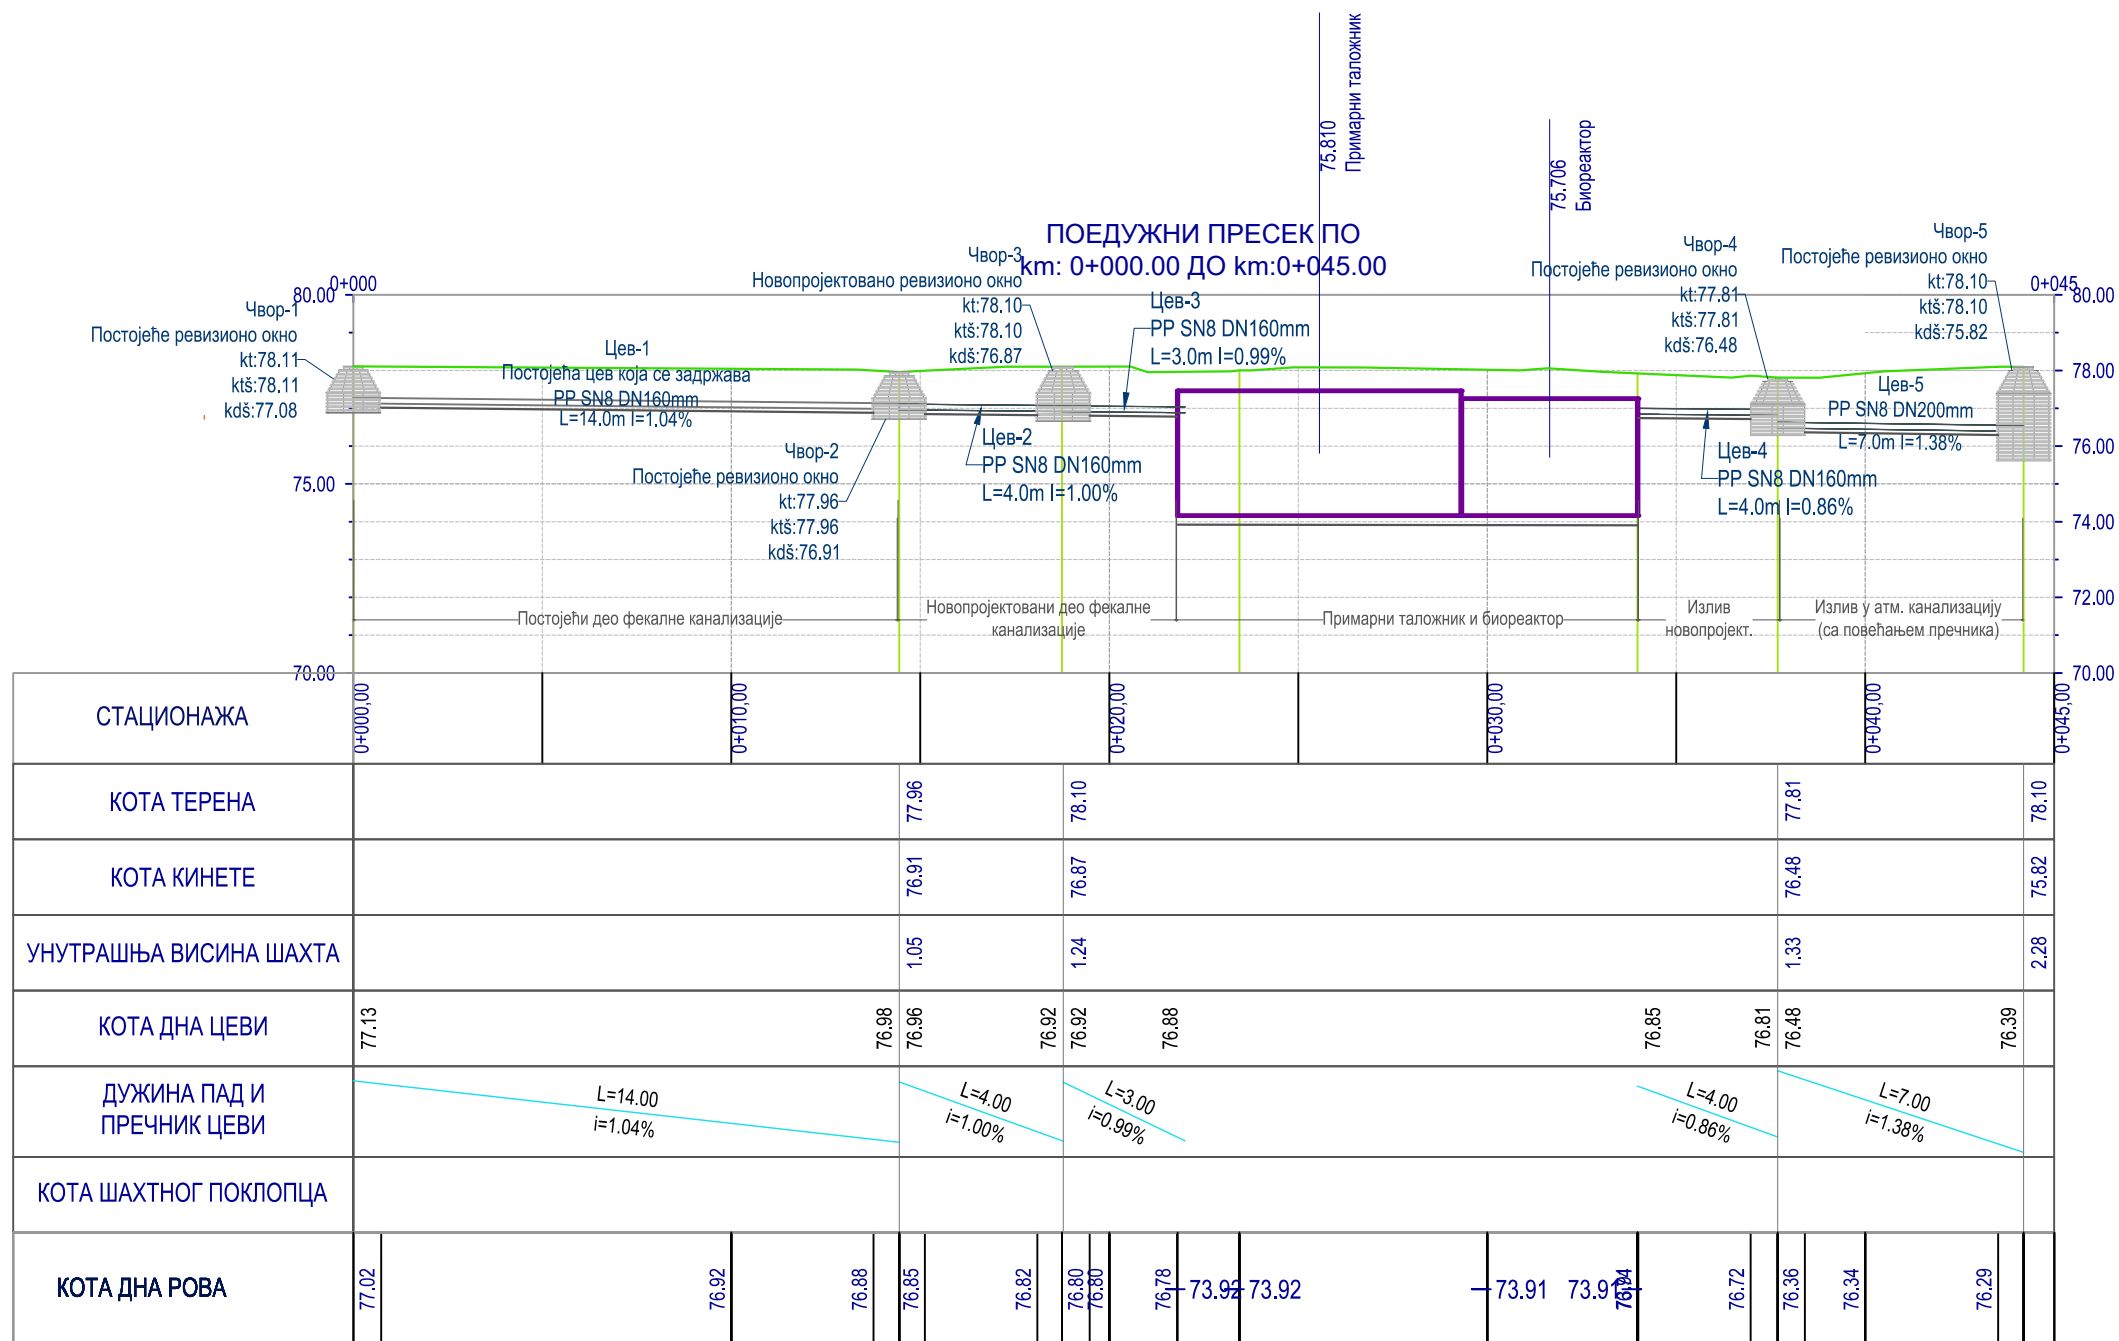 75.810
Примарни таложник
75.706
Биореактор
ПОЕДУЖНИ ПРЕСЕК ПО
km: 0+000.00 ДО km:0+045.00
Чвор-1
Постојеће ревизионо окно
kt:78.11
ktš:78.11
kdš:77.08
Цев-1
Постојећа цев која се задржава
PP SN8 DN160mm
L=14.0m I=1.04%
Чвор-2
Постојеће ревизионо окно
kt:77.96
ktš:77.96
kdš:76.91
Чвор-3
Новопројектовано ревизионо окно
kt:78.10
ktš:78.10
kdš:76.87
Цев-2
PP SN8 DN160mm
L=4.0m I=1.00%
Цев-3
PP SN8 DN160mm
L=3.0m I=0.99%
Чвор-4
Постојеће ревизионо окно
kt:77.81
ktš:77.81
kdš:76.48
Цев-4
PP SN8 DN160mm
L=4.0m I=0.86%
Чвор-5
Постојеће ревизионо окно
kt:78.10
ktš:78.10
kdš:75.82
Цев-5
PP SN8 DN200mm
L=7.0m I=1.38%
0+000
0+045
80.00
75.00
70.00
80.00
78.00
76.00
74.00
72.00
70.00
Постојећи део фекалне канализације
Новопројектовани део фекалне
канализације
Примарни таложник и биореактор
Излив
новопројект.
Излив у атм. канализацију
(са повећањем пречника)
СТАЦИОНАЖА
0+000,00
0+010,00
0+020,00
0+030,00
0+040,00
0+045,00
КОТА ТЕРЕНА
77.96
78.10
77.81
78.10
КОТА КИНЕТЕ
76.91
76.87
76.48
75.82
УНУТРАШЊА ВИСИНА ШАХТА
1.05
1.24
1.33
2.28
КОТА ДНА ЦЕВИ
77.13
76.98
76.96
76.92
76.92
76.88
76.85
76.81
76.48
76.39
ДУЖИНА ПАД И
ПРЕЧНИК ЦЕВИ
L=14.00
i=1.04%
L=4.00
i=1.00%
L=3.00
i=0.99%
L=4.00
i=0.86%
L=7.00
i=1.38%
КОТА ШАХТНОГ ПОКЛОПЦА
КОТА ДНА РОВА
77.02
76.92
76.88
76.85
76.82
76.80
76.80
76.78
73.92
73.92
73.91
73.91
76.72
76.36
76.34
76.29